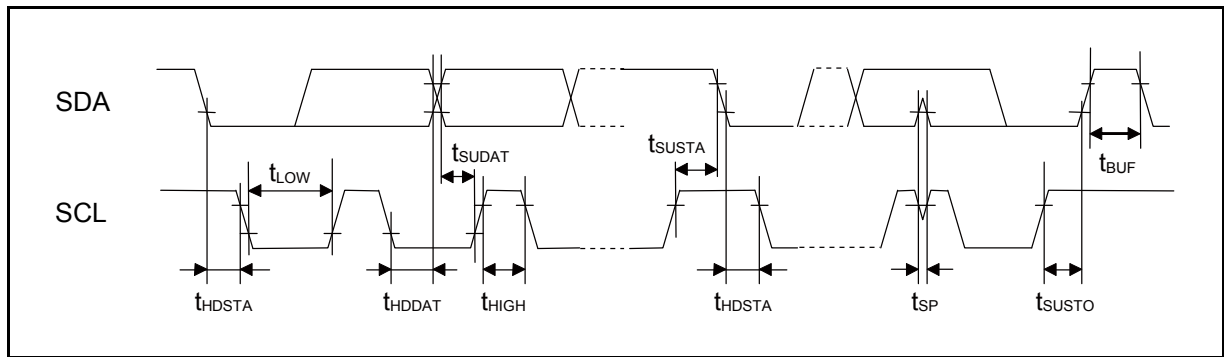 SDA
tSUDAT
tSUSTA
tBUF
tLOW
SCL
tHDSTA
tHDDAT
tHIGH
tHDSTA
tSP
tSUSTO